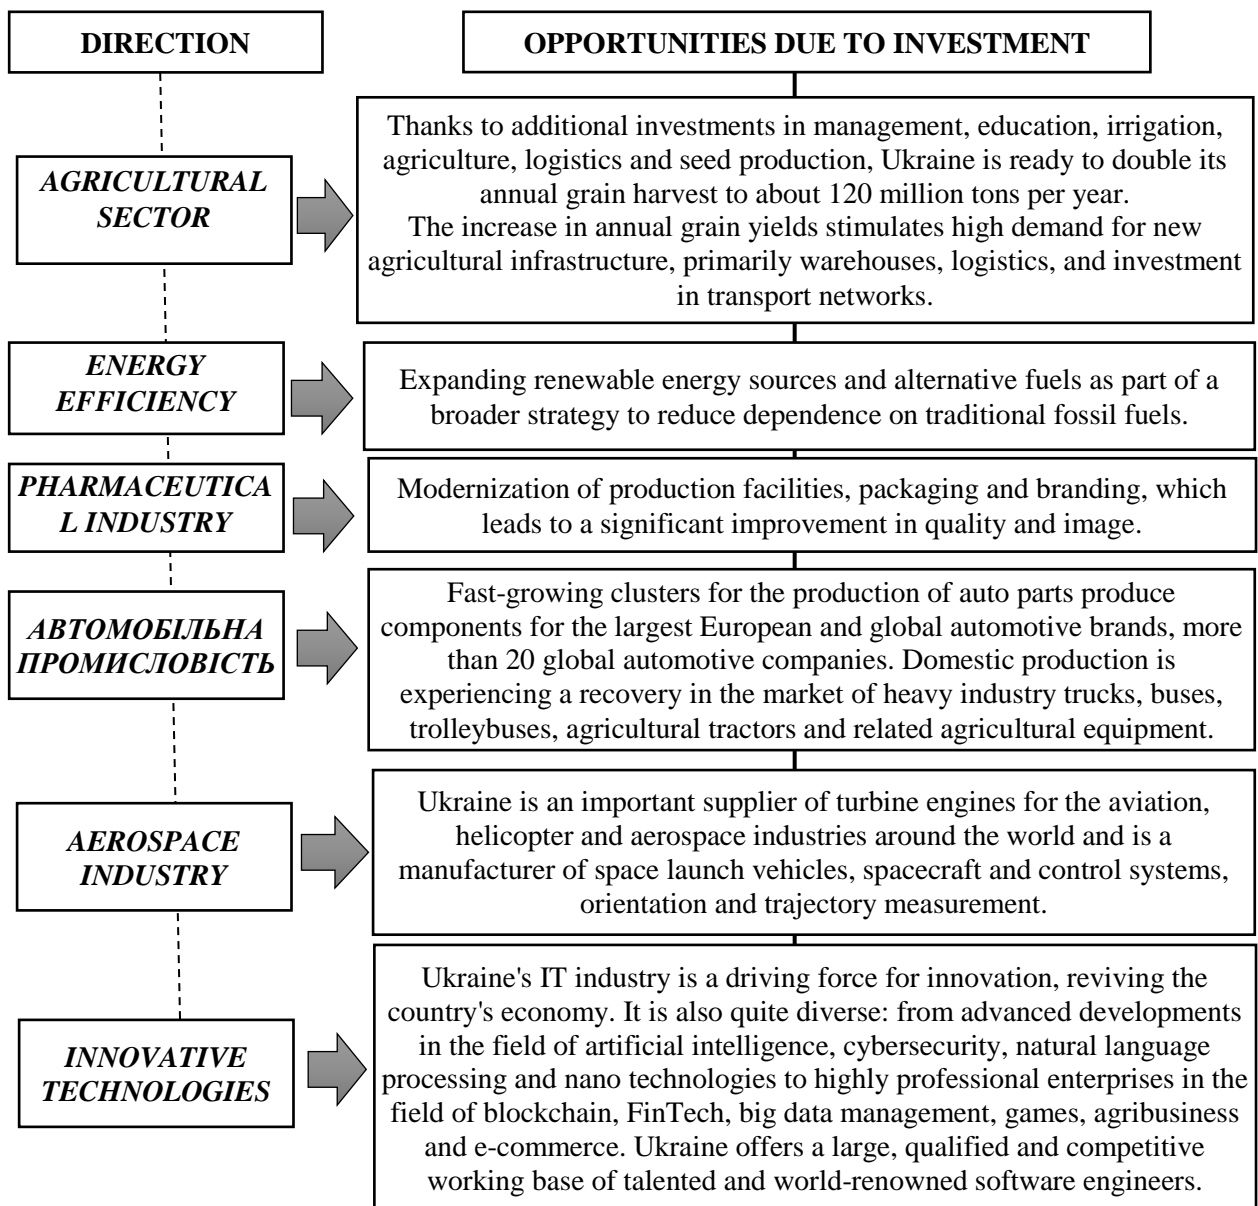 DIRECTION
OPPORTUNITIES DUE TO INVESTMENT
AGRICULTURAL
SECTOR
Thanks to additional investments in management, education, irrigation,
agriculture, logistics and seed production, Ukraine is ready to double its
annual grain harvest to about 120 million tons per year.
The increase in annual grain yields stimulates high demand for new
agricultural infrastructure, primarily warehouses, logistics, and investment
in transport networks.
ENERGY
EFFICIENCY
Expanding renewable energy sources and alternative fuels as part of a
broader strategy to reduce dependence on traditional fossil fuels.
PHARMACEUTICA
L INDUSTRY
Modernization of production facilities, packaging and branding, which
leads to a significant improvement in quality and image.
АВТОМОБІЛЬНА
ПРОМИСЛОВІСТЬ
Fast-growing clusters for the production of auto parts produce
components for the largest European and global automotive brands, more
than 20 global automotive companies. Domestic production is
experiencing a recovery in the market of heavy industry trucks, buses,
trolleybuses, agricultural tractors and related agricultural equipment.
AEROSPACE
INDUSTRY
Ukraine is an important supplier of turbine engines for the aviation,
helicopter and aerospace industries around the world and is a
manufacturer of space launch vehicles, spacecraft and control systems,
orientation and trajectory measurement.
INNOVATIVE
TECHNOLOGIES
Ukraine's IT industry is a driving force for innovation, reviving the
country's economy. It is also quite diverse: from advanced developments
in the field of artificial intelligence, cybersecurity, natural language
processing and nano technologies to highly professional enterprises in the
field of blockchain, FinTech, big data management, games, agribusiness
and e-commerce. Ukraine offers a large, qualified and competitive
working base of talented and world-renowned software engineers.